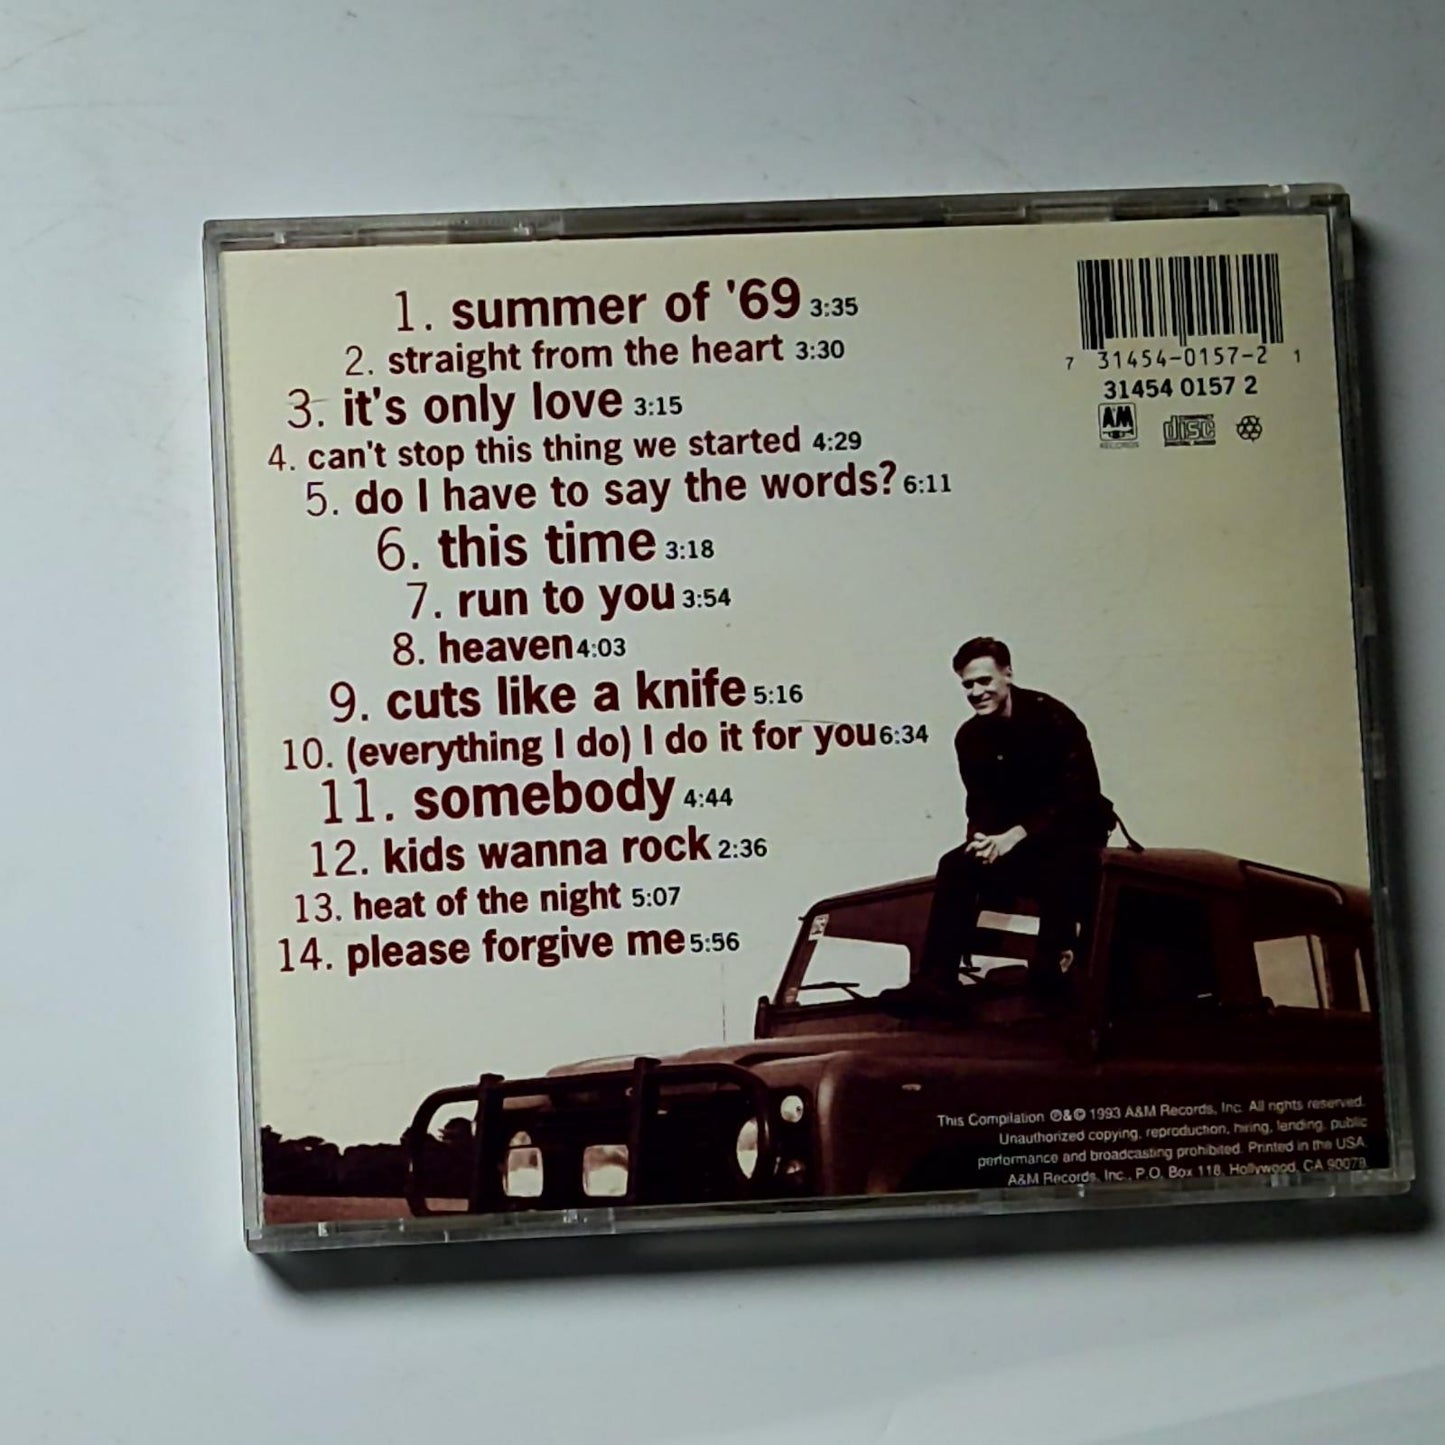 1. summer of '69 3:35
2. straight from the heart 3:30
3. it's only love 3:15
4. can't stop this thing we started 4:29
5. do I have to say the words? 6:11
6. this time 3:18
7. run to you 3:54
8. heaven 4:03
9. cuts like a knife 5:16
10. (everything I do) I do it for you 6:34
11. somebody 4:44
12. kids wanna rock 2:36
13. heat of the night 5:07
14. please forgive me 5:56
7 31454-0157-2 1
31454 0157 2
A&M
RECORDS
COMPACT
disc
DIGITAL AUDIO
This Compilation ℗&© 1993 A&M Records, Inc. All rights reserved.
Unauthorized copying, reproduction, hiring, lending, public
performance and broadcasting prohibited. Printed in the USA.
A&M Records, Inc., P.O. Box 118, Hollywood, CA 90078